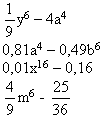 1/9 y⁶ – 4a⁴
0,81a⁴ – 0,49b⁶
0,01x¹⁶ – 0,16
4/9 m⁶ - 25/36